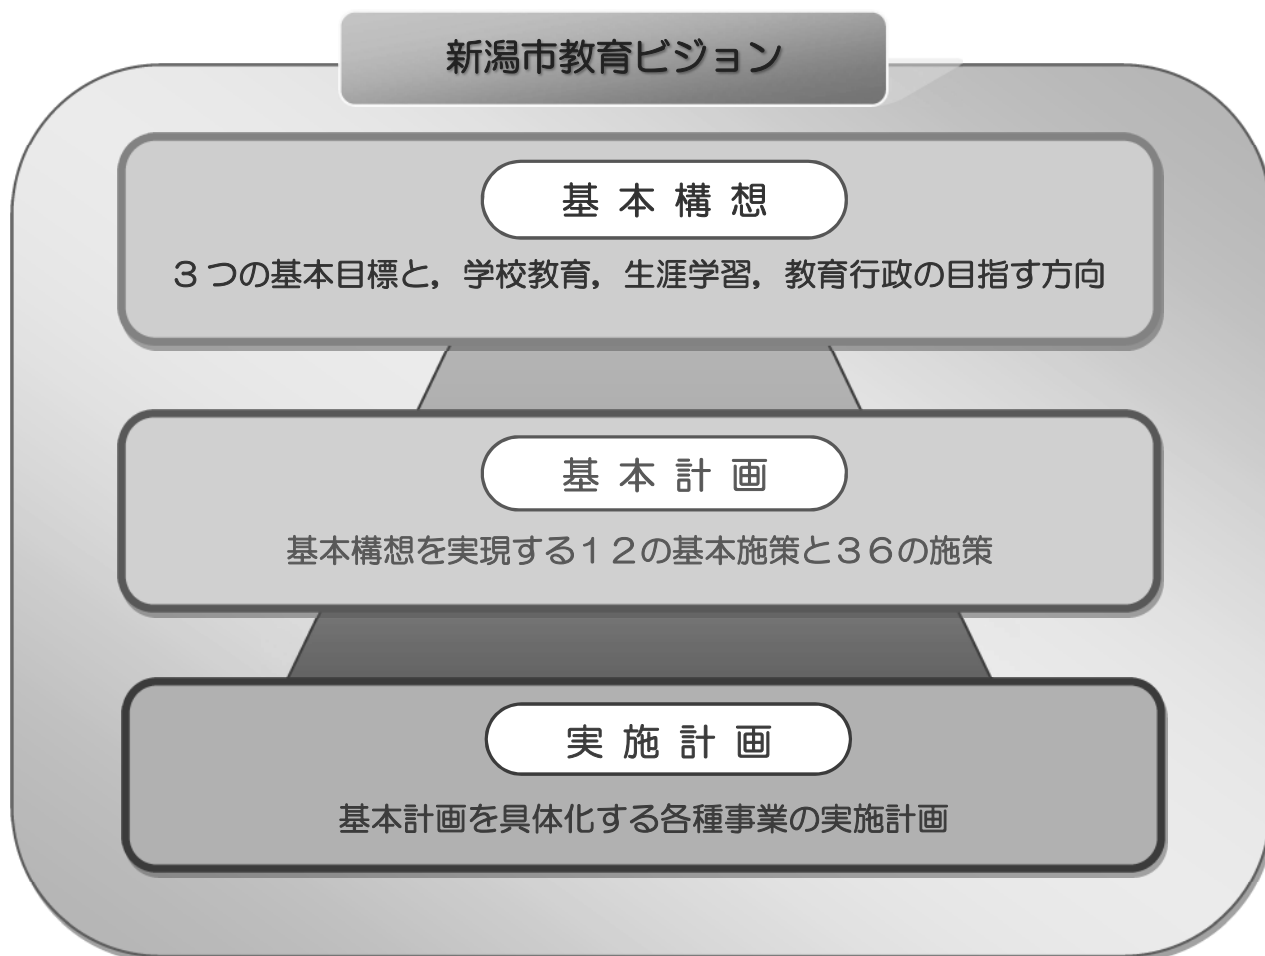 新潟市教育ビジョン
基本構想
3つの基本目標と，学校教育，生涯学習，教育行政の目指す方向
基本計画
基本構想を実現する１２の基本施策と３６の施策
実施計画
基本計画を具体化する各種事業の実施計画